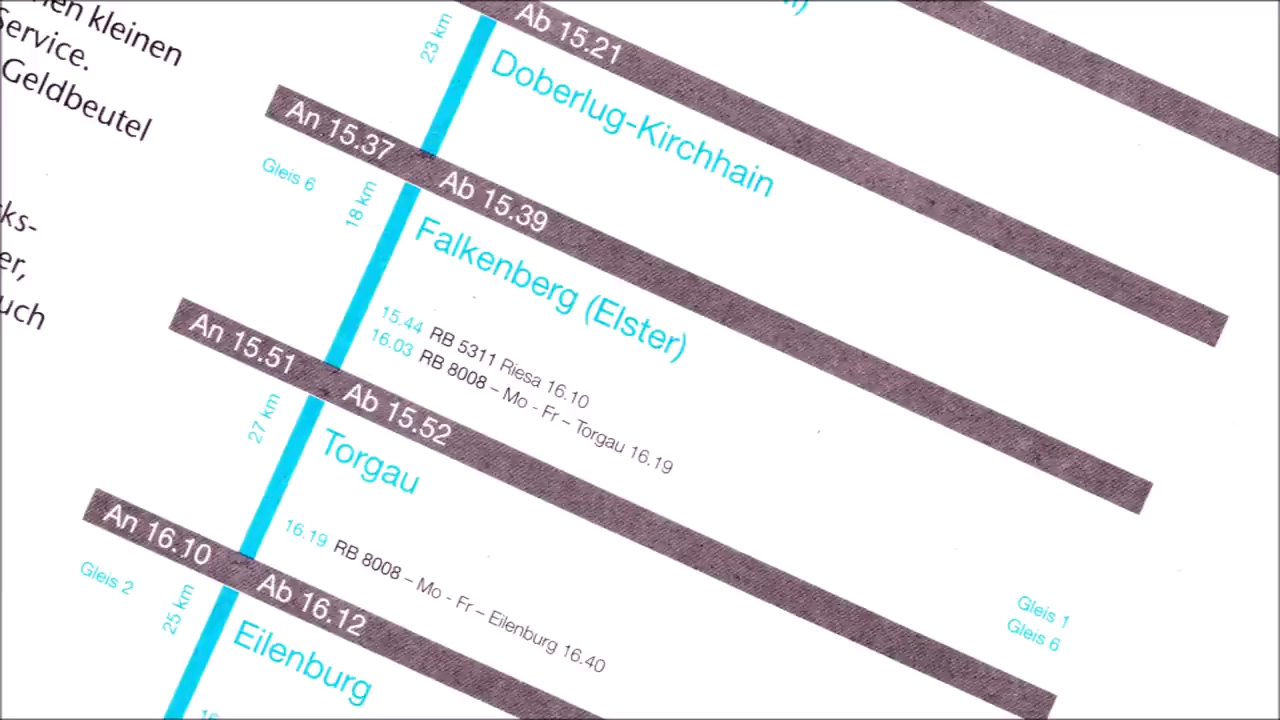 nen kleinen
Service.
Geldbeutel
ks-
er,
uch
23 km
Ab 15.21
Doberlug-Kirchhain
An 15.37
Ab 15.39
Gleis 6
18 km
Falkenberg (Elster)
15.44 RB 5311 Riesa 16.10
16.03 RB 8008 – Mo - Fr – Torgau 16.19
An 15.51
Ab 15.52
27 km
Torgau
16.19 RB 8008 – Mo - Fr – Eilenburg 16.40
Gleis 1
Gleis 6
An 16.10
Ab 16.12
Gleis 2
25 km
Eilenburg